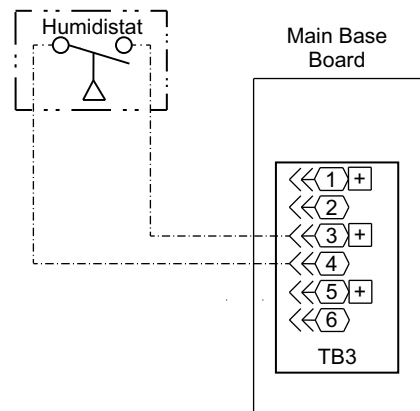 Humidistat
Main Base
Board
1 +
2
3 +
4
5 +
6
TB3